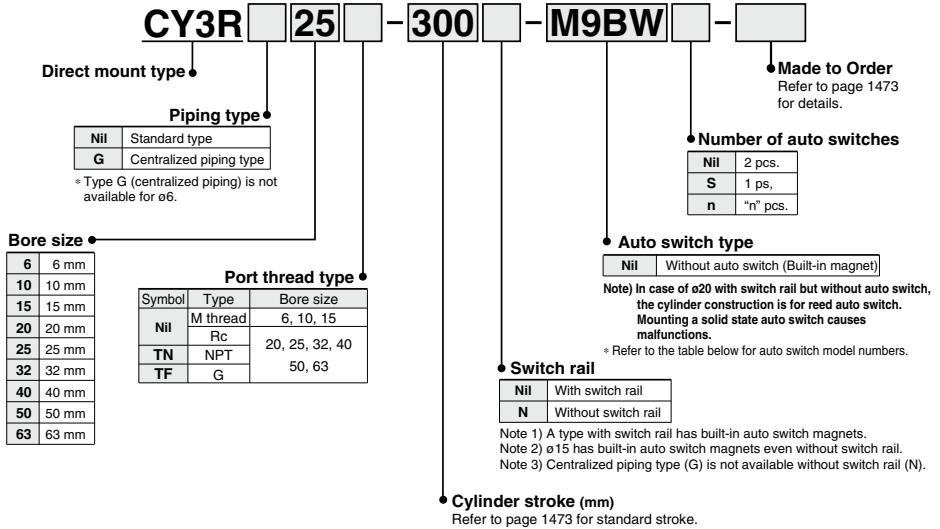 CY3R 25 - 300 - M9BW -
Direct mount type
Made to Order
Refer to page 1473
for details.
Piping type
Nil Standard type
G Centralized piping type
* Type G (centralized piping) is not
available for ø6.
Number of auto switches
Nil 2 pcs.
S 1 ps,
n “n” pcs.
Bore size
6 6 mm
10 10 mm
15 15 mm
20 20 mm
25 25 mm
32 32 mm
40 40 mm
50 50 mm
63 63 mm
Port thread type
Symbol Type Bore size
Nil M thread 6, 10, 15
Rc 20, 25, 32, 40
TN NPT 50, 63
TF G
Auto switch type
Nil Without auto switch (Built-in magnet)
Note) In case of ø20 with switch rail but without auto switch,
the cylinder construction is for reed auto switch.
Mounting a solid state auto switch causes
malfunctions.
* Refer to the table below for auto switch model numbers.
Switch rail
Nil With switch rail
N Without switch rail
Note 1) A type with switch rail has built-in auto switch magnets.
Note 2) ø15 has built-in auto switch magnets even without switch rail.
Note 3) Centralized piping type (G) is not available without switch rail (N).
Cylinder stroke (mm)
Refer to page 1473 for standard stroke.